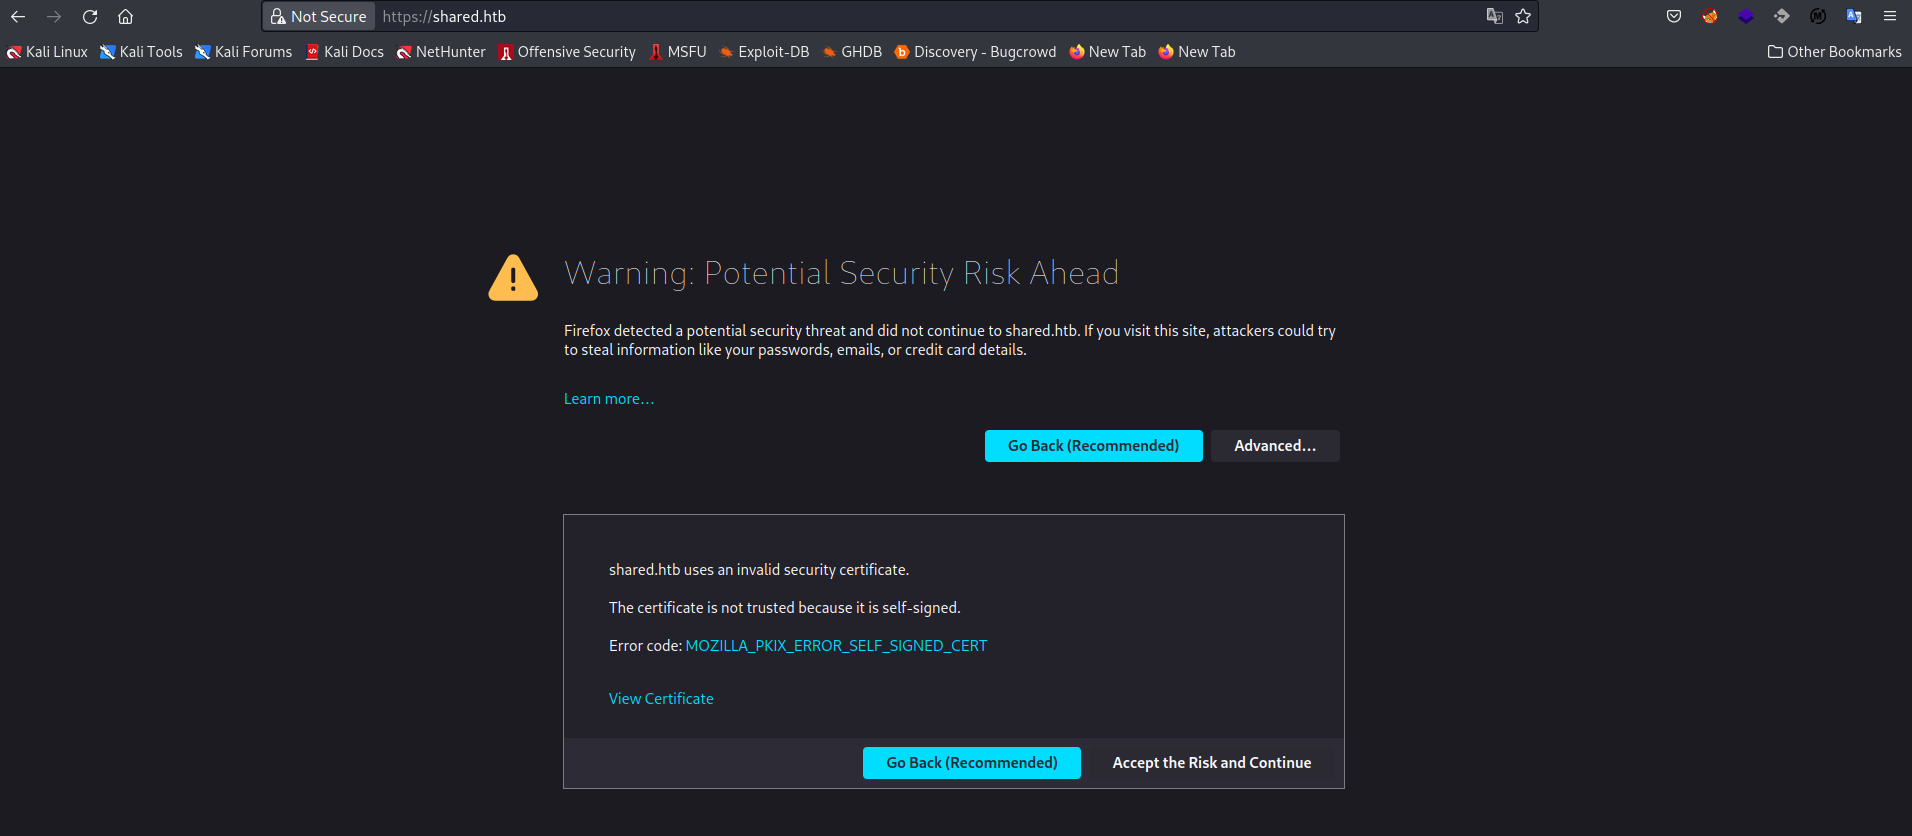 Not Secure https://shared.htb
Kali Linux Kali Tools Kali Forums Kali Docs NetHunter Offensive Security MSFU Exploit-DB GHDB Discovery - Bugcrowd New Tab New Tab Other Bookmarks
Warning: Potential Security Risk Ahead
Firefox detected a potential security threat and did not continue to shared.htb. If you visit this site, attackers could try
to steal information like your passwords, emails, or credit card details.
Learn more…
Go Back (Recommended) Advanced…
shared.htb uses an invalid security certificate.
The certificate is not trusted because it is self-signed.
Error code: MOZILLA_PKIX_ERROR_SELF_SIGNED_CERT
View Certificate
Go Back (Recommended) Accept the Risk and Continue